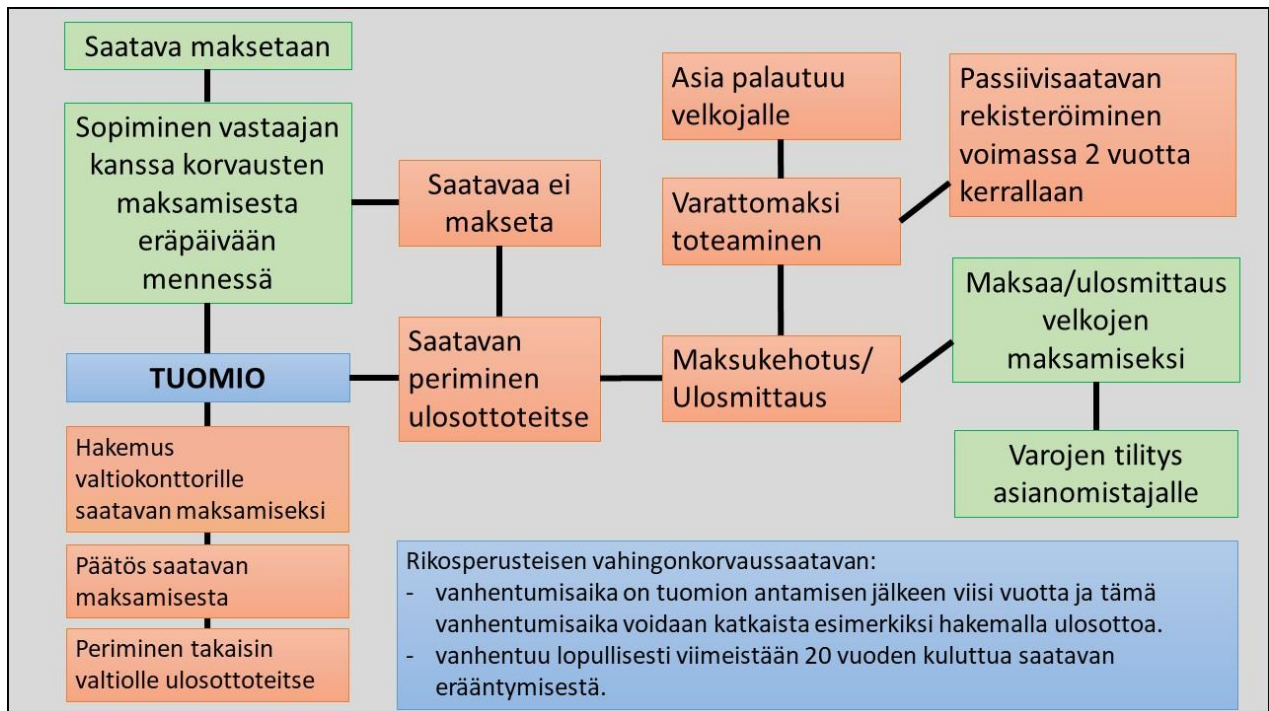 Saatava maksetaan
Sopiminen vastaajan
kanssa korvausten
maksamisesta
eräpäivään
mennessä
TUOMIO
Hakemus
valtiokonttorille
saatavan maksamiseksi
Päätös saatavan
maksamisesta
Periminen takaisin
valtiolle ulosottoteitse
Saatavaa ei
makseta
Saatavan
periminen
ulosottoteitse
Asia palautuu
velkojalle
Varattomaksi
toteaminen
Maksukehotus/
Ulosmittaus
Passiivisaatavan
rekisteröiminen
voimassa 2 vuotta
kerrallaan
Maksaa/ulosmittaus
velkojen
maksamiseksi
Varojen tilitys
asianomistajalle
Rikosperusteisen vahingonkorvaussaatavan:
- vanhentumisaika on tuomion antamisen jälkeen viisi vuotta ja tämä
vanhentumisaika voidaan katkaista esimerkiksi hakemalla ulosottoa.
- vanhentuu lopullisesti viimeistään 20 vuoden kuluttua saatavan
erääntymisestä.